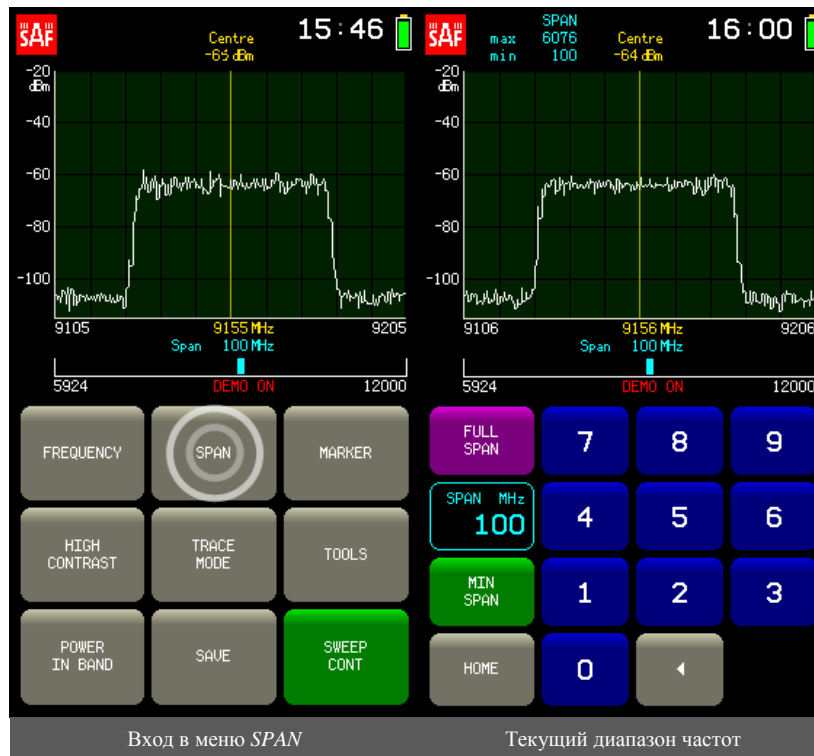 SAF
Centre
-65 dBm
15:46
-20
dBm
-40
-60
-80
-100
9105
9155 MHz
9205
Span 100 MHz
5924
DEMO ON
12000
FREQUENCY
SPAN
MARKER
HIGH
CONTRAST
TRACE
MODE
TOOLS
POWER
IN BAND
SAVE
SWEEP
CONT
Вход в меню SPAN
SAF
SPAN
max 6076
min 100
Centre
-64 dBm
16:00
-20
dBm
-40
-60
-80
-100
9106
9156 MHz
9206
Span 100 MHz
5924
DEMO ON
12000
FULL
SPAN
7
8
9
SPAN MHz
100
4
5
6
MIN
SPAN
1
2
3
HOME
0
Текущий диапазон частот